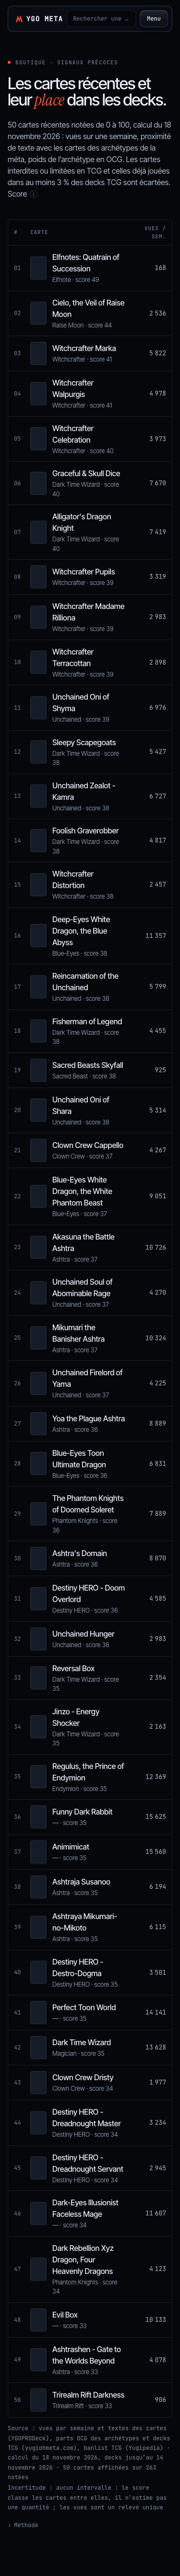 YGO META
Rechercher une …
Menu
BOUTIQUE · SIGNAUX PRÉCOCES
Les cartes récentes et
leur place dans les decks.
50 cartes récentes notées de 0 à 100, calcul du 18
novembre 2026 : vues sur une semaine, proximité
de texte avec les cartes des archétypes de la
méta, poids de l'archétype en OCG. Les cartes
interdites ou limitées en TCG et celles déjà jouées
dans au moins 3 % des decks TCG sont écartées.
Score
# CARTE VUES / SEM.…
01 Elfnotes: Quatrain of Succession 168
Elfnote · score 49
02 Cielo, the Veil of Raise Moon 2 536
Raise Moon · score 44
03 Witchcrafter Marka 5 822
Witchcrafter · score 41
04 Witchcrafter Walpurgis 4 978
Witchcrafter · score 41
05 Witchcrafter Celebration 3 973
Witchcrafter · score 40
06 Graceful & Skull Dice 7 670
Dark Time Wizard · score 40
07 Alligator's Dragon Knight 7 419
Dark Time Wizard · score 40
08 Witchcrafter Pupils 3 319
Witchcrafter · score 39
09 Witchcrafter Madame Rilliona 2 983
Witchcrafter · score 39
10 Witchcrafter Terracottan 2 898
Witchcrafter · score 39
11 Unchained Oni of Shyma 6 976
Unchained · score 39
12 Sleepy Scapegoats 5 427
Dark Time Wizard · score 38
13 Unchained Zealot - Kamra 6 727
Unchained · score 38
14 Foolish Graverobber 4 817
Dark Time Wizard · score 38
15 Witchcrafter Distortion 2 457
Witchcrafter · score 38
16 Deep-Eyes White Dragon, the Blue Abyss 11 357
Blue-Eyes · score 38
17 Reincarnation of the Unchained 5 799
Unchained · score 38
18 Fisherman of Legend 4 455
Dark Time Wizard · score 38
19 Sacred Beasts Skyfall 925
Sacred Beast · score 38
20 Unchained Oni of Shara 5 314
Unchained · score 38
21 Clown Crew Cappello 4 267
Clown Crew · score 37
22 Blue-Eyes White Dragon, the White Phantom Beast 9 051
Blue-Eyes · score 37
23 Akasuna the Battle Ashtra 10 726
Ashtra · score 37
24 Unchained Soul of Abominable Rage 4 270
Unchained · score 37
25 Mikumari the Banisher Ashtra 10 324
Ashtra · score 37
26 Unchained Firelord of Yama 4 225
Unchained · score 37
27 Yoa the Plague Ashtra 8 889
Ashtra · score 36
28 Blue-Eyes Toon Ultimate Dragon 6 831
Blue-Eyes · score 36
29 The Phantom Knights of Doomed Soleret 7 889
Phantom Knights · score 36
30 Ashtra's Domain 8 070
Ashtra · score 36
31 Destiny HERO - Doom Overlord 4 585
Destiny HERO · score 36
32 Unchained Hunger 2 983
Unchained · score 36
33 Reversal Box 2 354
Dark Time Wizard · score 35
34 Jinzo - Energy Shocker 2 163
Dark Time Wizard · score 35
35 Regulus, the Prince of Endymion 12 369
Endymion · score 35
36 Funny Dark Rabbit 15 625
— · score 35
37 Animimicat 15 560
— · score 35
38 Ashtraja Susanoo 6 194
Ashtra · score 35
39 Ashtraya Mikumari-no-Mikoto 6 115
Ashtra · score 35
40 Destiny HERO - Destro-Dogma 3 501
Destiny HERO · score 35
41 Perfect Toon World 14 141
— · score 35
42 Dark Time Wizard 13 628
Magician · score 35
43 Clown Crew Dristy 1 977
Clown Crew · score 34
44 Destiny HERO - Dreadnought Master 3 234
Destiny HERO · score 34
45 Destiny HERO - Dreadnought Servant 2 945
Destiny HERO · score 34
46 Dark-Eyes Illusionist Faceless Mage 11 607
— · score 34
47 Dark Rebellion Xyz Dragon, Four Heavenly Dragons 4 123
Phantom Knights · score 34
48 Evil Box 10 133
— · score 33
49 Ashtrashen - Gate to the Worlds Beyond 4 078
Ashtra · score 33
50 Trirealm Rift Darkness 906
Trirealm Rift · score 33
Source : vues par semaine et textes des cartes
(YGOPRODeck), parts OCG des archétypes et decks
TCG (yugiohmeta.com), banlist TCG (Yugipedia) ·
calcul du 18 novembre 2026, decks jusqu'au 14
novembre 2026 · 50 cartes affichées sur 263
notées
Incertitude : aucun intervalle : le score
classe les cartes entre elles, il n'estime pas
une quantité ; les vues sont un relevé unique
› Méthode